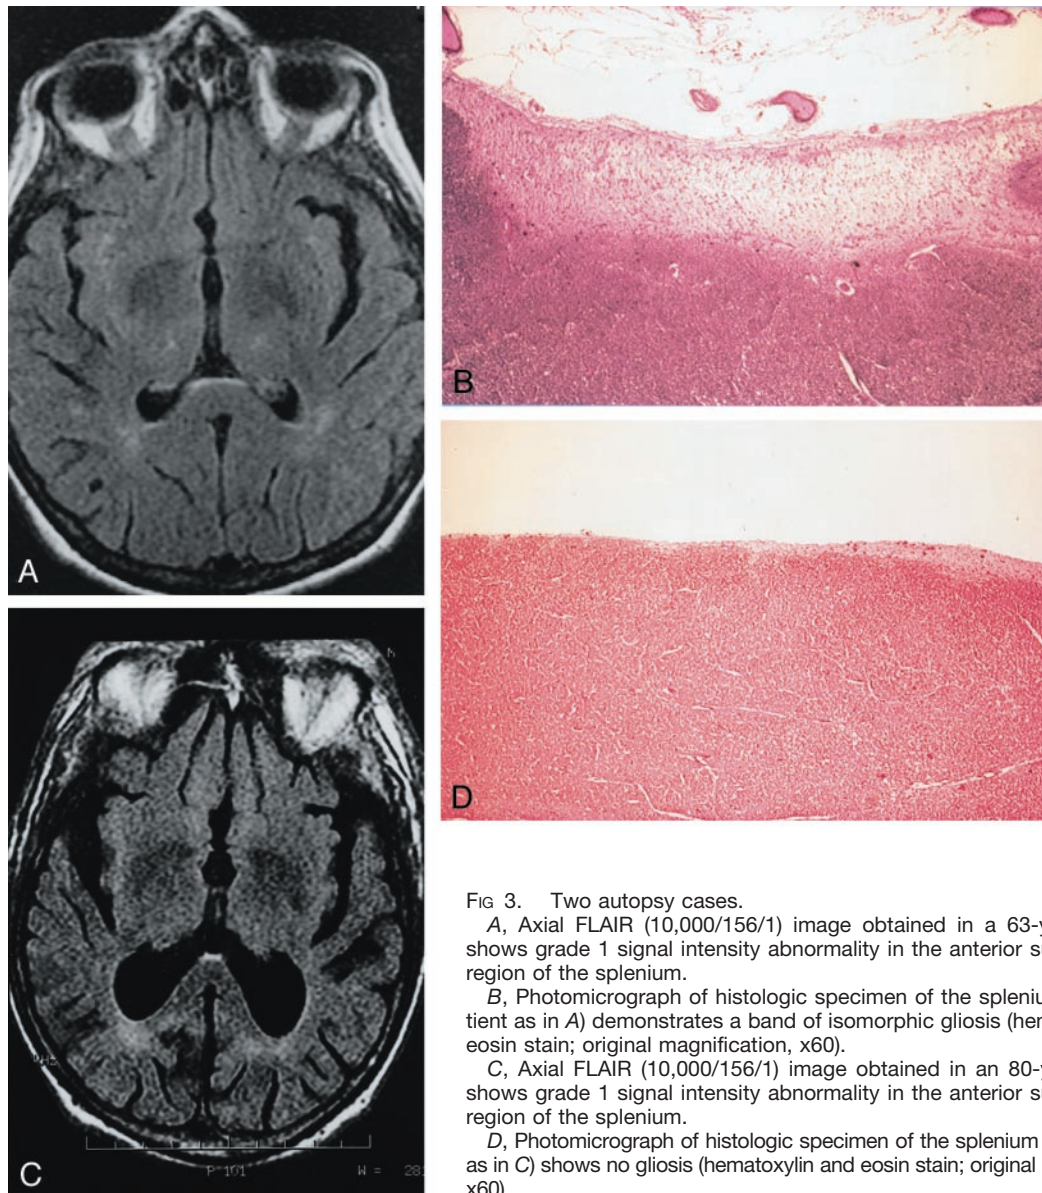 A
B
C
D
P 101
W = 28
FIG 3. Two autopsy cases.
A, Axial FLAIR (10,000/156/1) image obtained in a 63-y
shows grade 1 signal intensity abnormality in the anterior su
region of the splenium.
B, Photomicrograph of histologic specimen of the spleniu
tient as in A) demonstrates a band of isomorphic gliosis (hem
eosin stain; original magnification, x60).
C, Axial FLAIR (10,000/156/1) image obtained in an 80-y
shows grade 1 signal intensity abnormality in the anterior su
region of the splenium.
D, Photomicrograph of histologic specimen of the splenium
as in C) shows no gliosis (hematoxylin and eosin stain; original
x60)